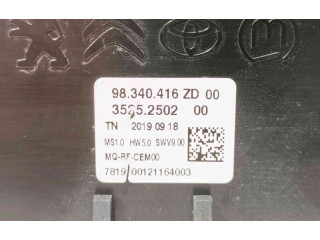 98.340.416 ZD 00
3525.2502 00
TN 2019 09 18
MS1.0 HW5.0 SWV9.00
MQ-RF-CEM00
7819 00121164003